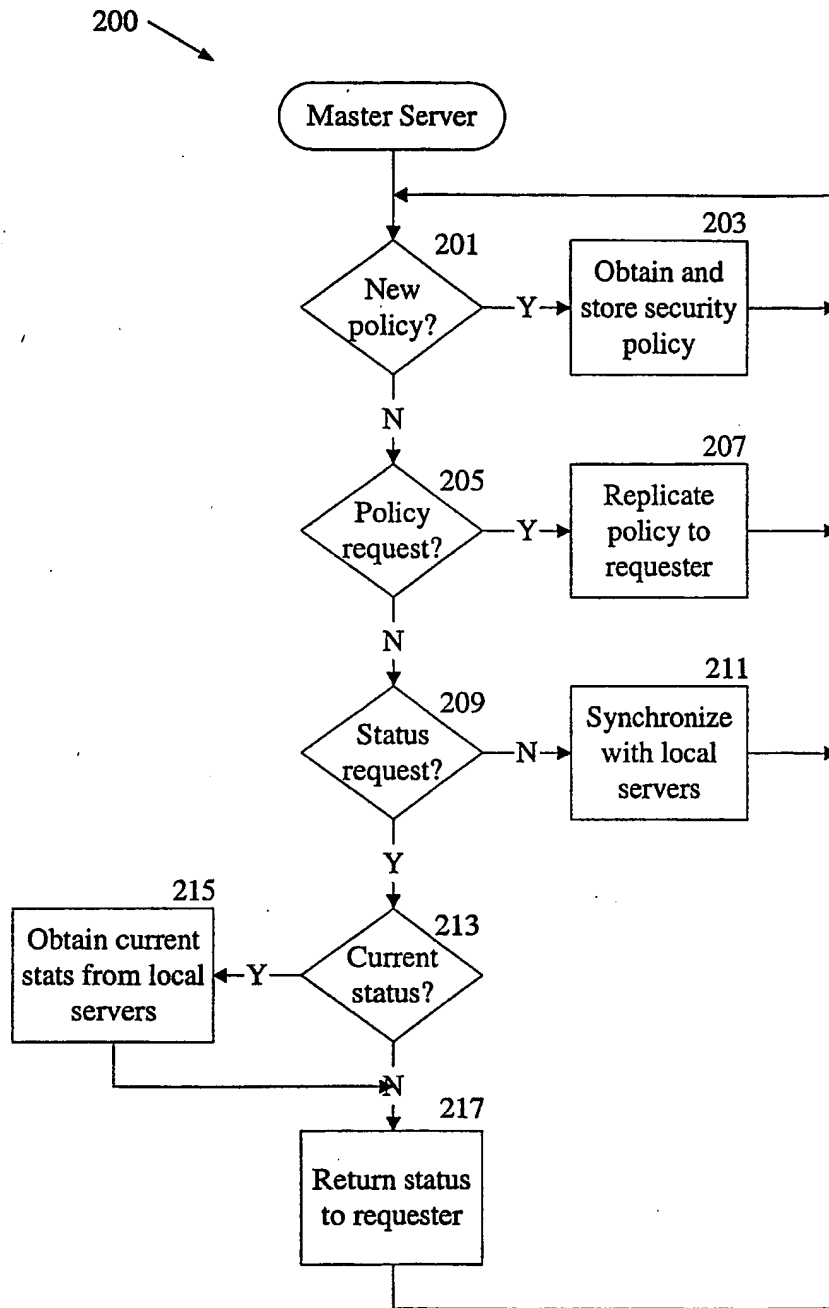 200
Master Server
201
New
policy?
Y
203
Obtain and
store security
policy
N
205
Policy
request?
Y
207
Replicate
policy to
requester
N
209
Status
request?
N
211
Synchronize
with local
servers
Y
213
Current
status?
Y
215
Obtain current
stats from local
servers
N
217
Return status
to requester